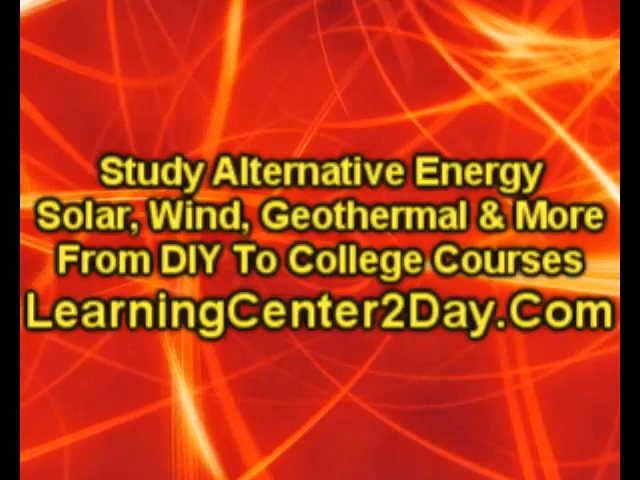 Study Alternative Energy
Solar, Wind, Geothermal & More
From DIY To College Courses
LearningCenter2Day.Com